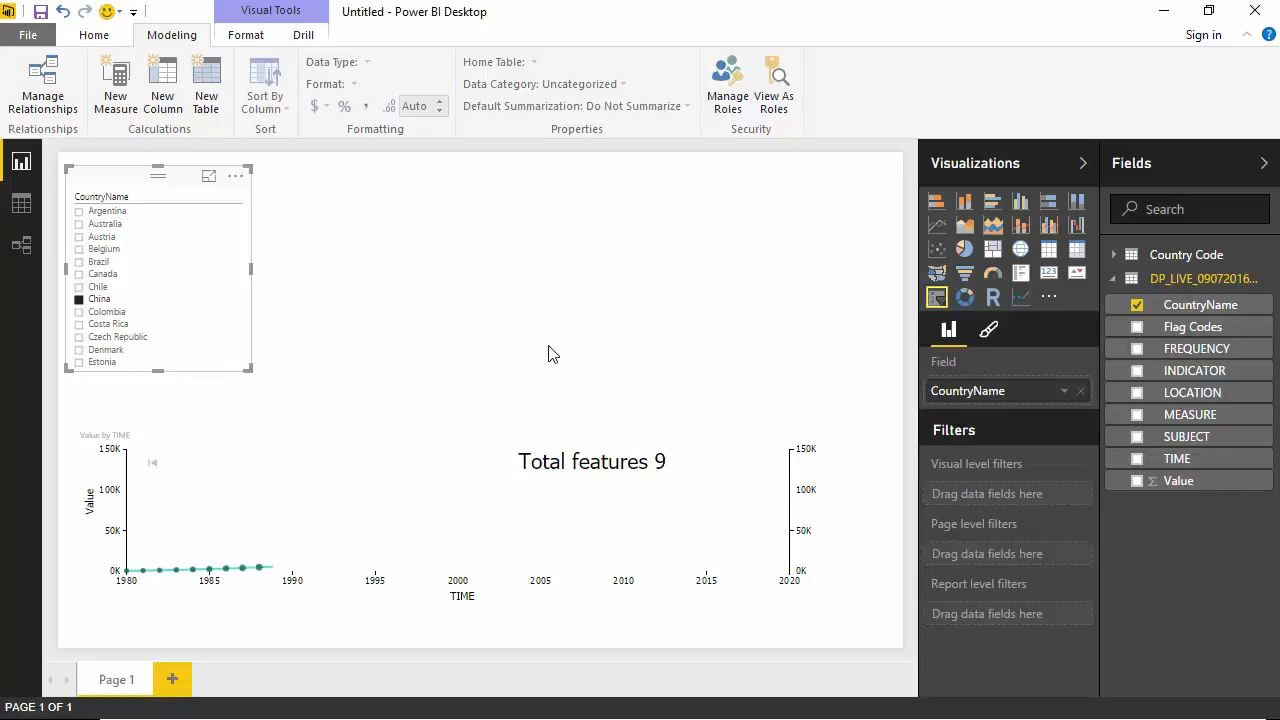 Visual Tools
Untitled - Power BI Desktop
File
Home
Modeling
Format
Drill
Sign in
Manage
Relationships
New
Measure
New
Column
New
Table
Sort By
Column
Data Type:
Format:
$ % , .00 Auto
Home Table:
Data Category: Uncategorized
Default Summarization: Do Not Summarize
Manage
Roles
View As
Roles
Relationships
Calculations
Sort
Formatting
Properties
Security
CountryName
Argentina
Australia
Austria
Belgium
Brazil
Canada
Chile
China
Colombia
Costa Rica
Czech Republic
Denmark
Estonia
Value by TIME
150K
100K
50K
0K
Value
Total features 9
150K
100K
50K
0K
1980 1985 1990 1995 2000 2005 2010 2015 2020
TIME
Visualizations
123
R
Field
CountryName
Filters
Visual level filters
Drag data fields here
Page level filters
Drag data fields here
Report level filters
Drag data fields here
Fields
Search
Country Code
DP_LIVE_09072016...
CountryName
Flag Codes
FREQUENCY
INDICATOR
LOCATION
MEASURE
SUBJECT
TIME
Σ Value
Page 1
PAGE 1 OF 1